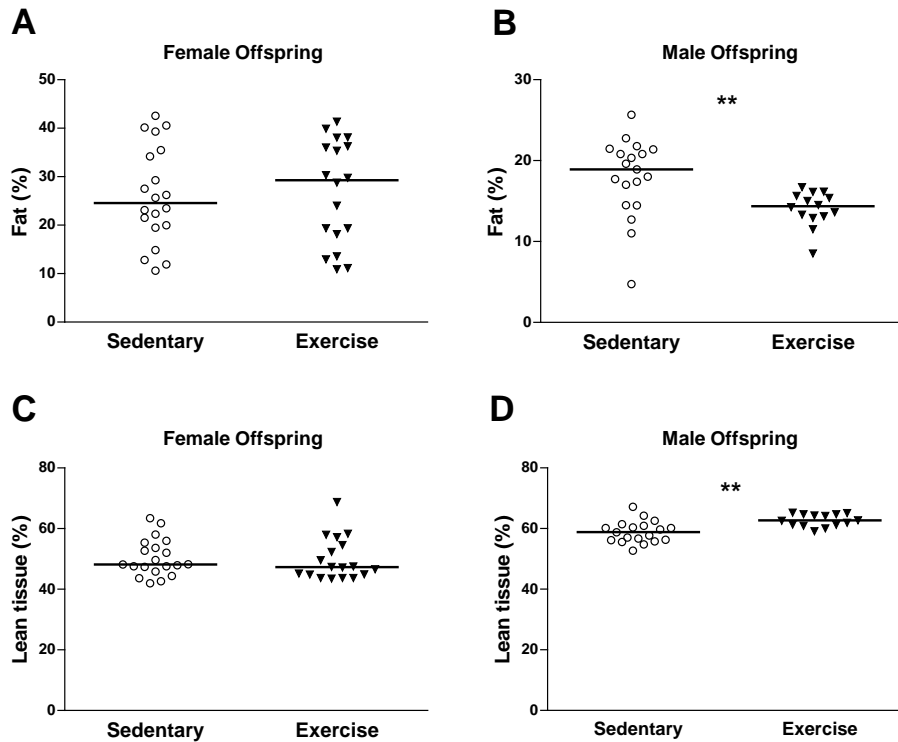 A
Female Offspring
Fat (%)
50
40
30
20
10
0
Sedentary Exercise
B
Male Offspring
**
Fat (%)
30
20
10
0
Sedentary Exercise
C
Female Offspring
Lean tissue (%)
80
60
40
20
0
Sedentary Exercise
D
Male Offspring
**
Lean tissue (%)
80
60
40
20
0
Sedentary Exercise